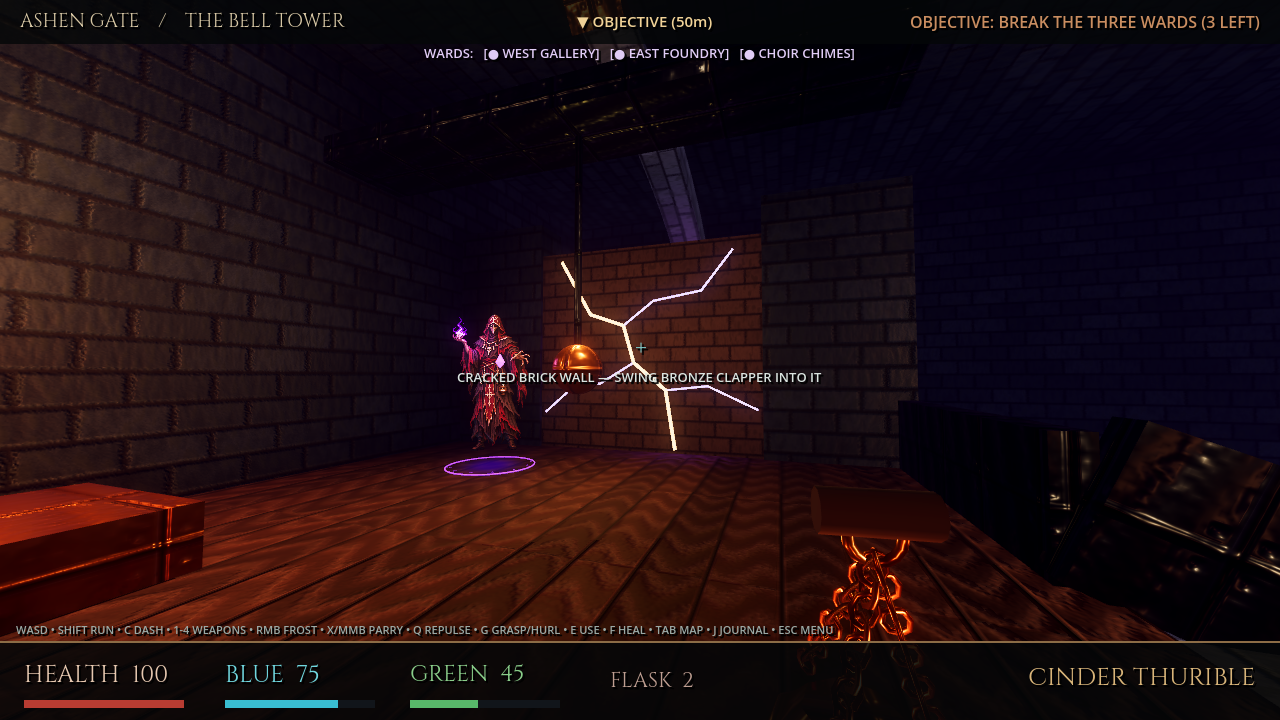 ASHEN GATE / THE BELL TOWER
▼ OBJECTIVE (50m)
OBJECTIVE: BREAK THE THREE WARDS (3 LEFT)
WARDS: [● WEST GALLERY] [● EAST FOUNDRY] [● CHOIR CHIMES]
CRACKED BRICK WALL — SWING BRONZE CLAPPER INTO IT
WASD • SHIFT RUN • C DASH • 1-4 WEAPONS • RMB FROST • X/MMB PARRY • Q REPULSE • G GRASP/HURL • E USE • F HEAL • TAB MAP • J JOURNAL • ESC MENU
HEALTH 100
BLUE 75
GREEN 45
FLASK 2
CINDER THURIBLE